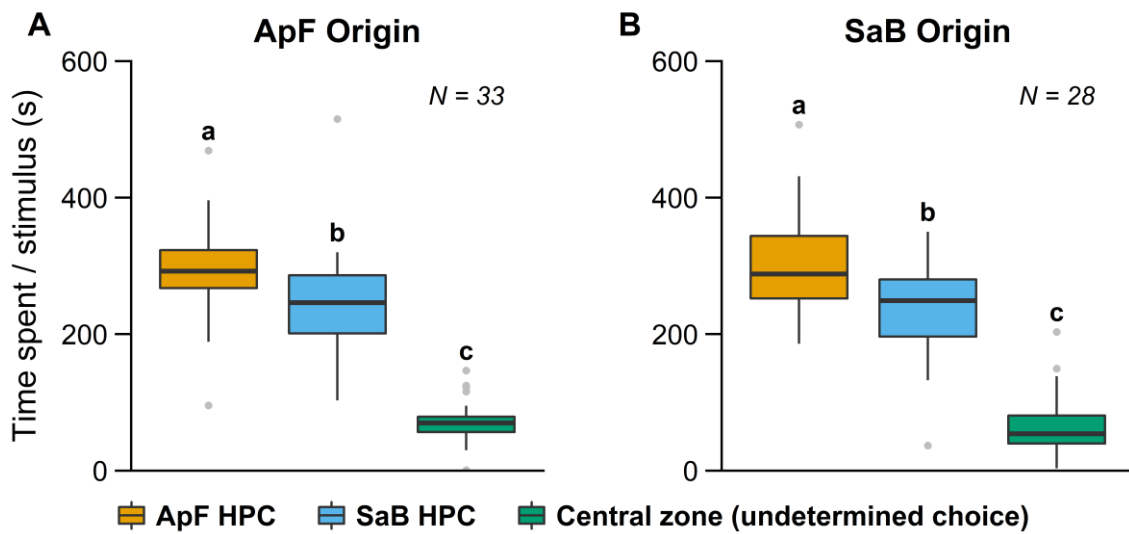 A ApF Origin
B SaB Origin
Time spent / stimulus (s)
600
400
200
0
N = 33
a
b
c
600
400
200
0
N = 28
a
b
c
ApF HPC SaB HPC Central zone (undetermined choice)